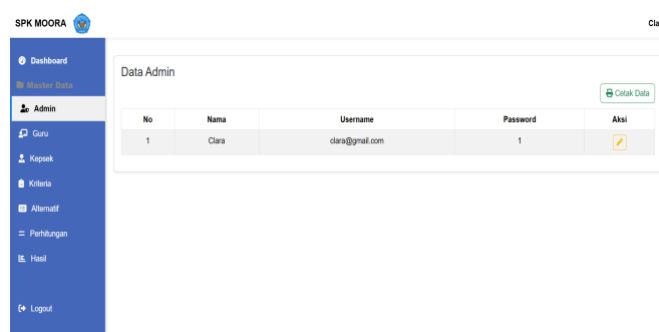 SPK MOORA
Cla
Dashboard
Master Data
Admin
Guru
Kepsek
Kriteria
Alternatif
Perhitungan
Hasil
Logout
Data Admin
Cetak Data
No Nama Username Password Aksi
1 Clara clara@gmail.com 1